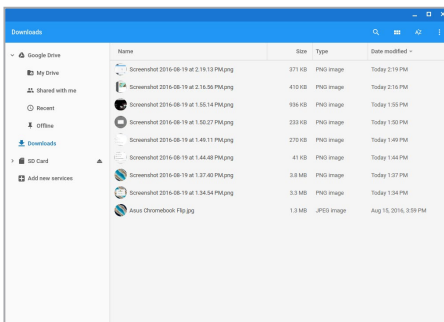 Downloads
Google Drive
My Drive
Shared with me
Recent
Offline
Downloads
SD Card
Add new services
Name Size Type Date modified
Screenshot 2016-08-19 at 2.19.13 PM.png 371 KB PNG image Today 2:19 PM
Screenshot 2016-08-19 at 2.16.56 PM.png 410 KB PNG image Today 2:16 PM
Screenshot 2016-08-19 at 1.55.14 PM.png 936 KB PNG image Today 1:55 PM
Screenshot 2016-08-19 at 1.50.27 PM.png 233 KB PNG image Today 1:50 PM
Screenshot 2016-08-19 at 1.49.11 PM.png 270 KB PNG image Today 1:49 PM
Screenshot 2016-08-19 at 1.44.48 PM.png 41 KB PNG image Today 1:44 PM
Screenshot 2016-08-19 at 1.37.40 PM.png 3.8 MB PNG image Today 1:37 PM
Screenshot 2016-08-19 at 1.34.54 PM.png 3.3 MB PNG image Today 1:34 PM
Asus Chromebook Flip.jpg 1.3 MB JPEG image Aug 15, 2016, 3:59 PM